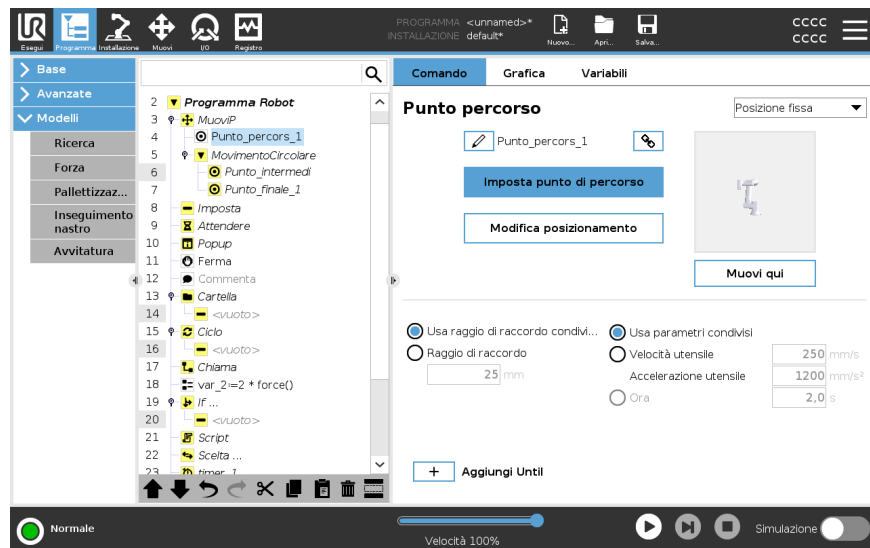 PROGRAMMA <unnamed>*
INSTALLAZIONE default*
cccc
cccc
Esegui Programma Installazione Muovi I/O Registro Nuovo... Apri... Salva...
Base
Avanzate
Modelli
Ricerca
Forza
Pallettizzaz...
Inseguimento
nastro
Avvitatura
2 Programma Robot
3 MuoviP
4 Punto_percors_1
5 MovimentoCircolare
6 Punto_intermedi
7 Punto_finale_1
8 Imposta
9 Attendere
10 Popup
11 Ferma
12 Commenta
13 Cartella
14 <vuoto>
15 Ciclo
16 <vuoto>
17 Chiama
18 var_2:=2 * force()
19 If ...
20 <vuoto>
21 Script
22 Scelta ...
23 timer_1
Comando Grafica Variabili
Punto percorso
Posizione fissa
Punto_percors_1
Imposta punto di percorso
Modifica posizionamento
Muovi qui
Usa raggio di raccordo condivi...
Raggio di raccordo
25 mm
Usa parametri condivisi
Velocità utensile 250 mm/s
Accelerazione utensile 1200 mm/s²
Ora 2,0 s
+ Aggiungi Until
Normale
Velocità 100%
Simulazione